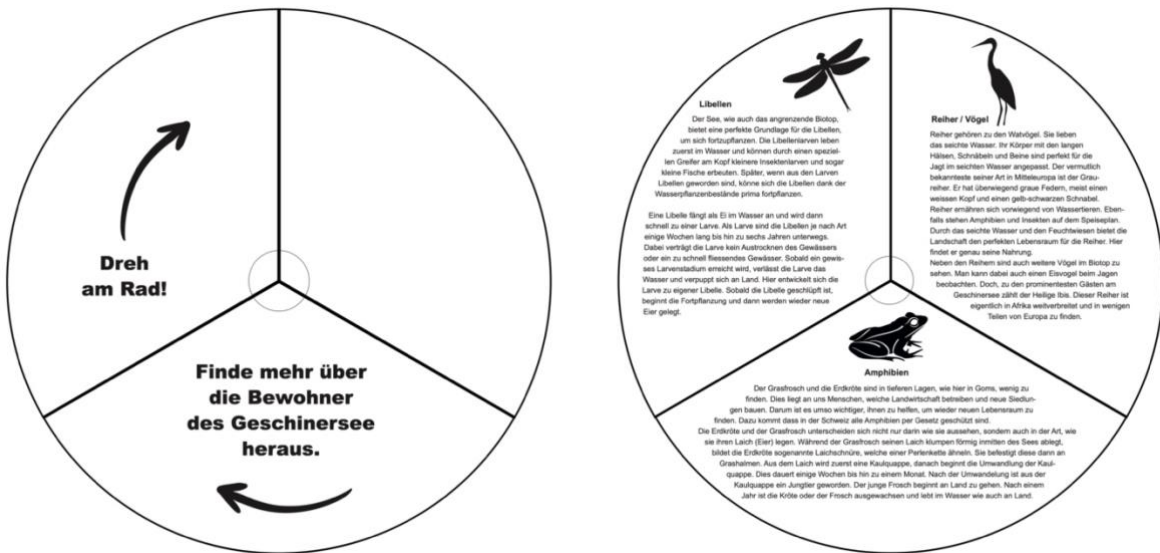 Dreh
am Rad!
Finde mehr über
die Bewohner
des Geschinersee
heraus.
Libellen
Der See, wie auch das angrenzende Biotop,
bietet eine perfekte Grundlage für die Libellen,
um sich fortzupflanzen. Die Libellenlarven leben
zuerst im Wasser und können durch einen speziel-
len Greifer am Kopf kleinere Insektenlarven und sogar
kleine Fische erbeuten. Später, wenn aus den Larven
Libellen geworden sind, könne sich die Libellen dank der
Wasserpflanzenbestände prima fortpflanzen.
Eine Libelle fängt als Ei im Wasser an und wird dann
schnell zu einer Larve. Als Larve sind die Libellen je nach Art
einige Wochen lang bis hin zu sechs Jahren unterwegs.
Dabei verträgt die Larve kein Austrocknen des Gewässers
oder ein zu schnell fliessendes Gewässer. Sobald ein gewis-
ses Larvenstadium erreicht wird, verlässt die Larve das
Wasser und verpuppt sich an Land. Hier entwickelt sich die
Larve zu eigener Libelle. Sobald die Libelle geschlüpft ist,
beginnt die Fortpflanzung und dann werden wieder neue
Eier gelegt.
Reiher / Vögel
Reiher gehören zu den Watvögel. Sie lieben
das seichte Wasser. Ihr Körper mit den langen
Hälsen, Schnäbeln und Beine sind perfekt für die
Jagt im seichten Wasser angepasst. Der vermutlich
bekannteste seiner Art in Mitteleuropa ist der Grau-
reiher. Er hat überwiegend graue Federn, meist einen
weissen Kopf und einen gelb-schwarzen Schnabel.
Reiher ernähren sich vorwiegend von Wassertieren. Eben-
falls stehen Amphibien und Insekten auf dem Speiseplan.
Durch das seichte Wasser und den Feuchtwiesen bietet die
Landschaft den perfekten Lebensraum für die Reiher. Hier
findet er genau seine Nahrung.
Neben den Reihern sind auch weitere Vögel im Biotop zu
sehen. Man kann dabei auch einen Eisvogel beim Jagen
beobachten. Doch, zu den prominentesten Gästen am
Geschinersee zählt der Heilige Ibis. Dieser Reiher ist
eigentlich in Afrika weitverbreitet und in wenigen
Teilen von Europa zu finden.
Amphibien
Der Grasfrosch und die Erdkröte sind in tieferen Lagen, wie hier in Goms, wenig zu
finden. Dies liegt an uns Menschen, welche Landwirtschaft betreiben und neue Siedlun-
gen bauen. Darum ist es umso wichtiger, ihnen zu helfen, um wieder neuen Lebensraum zu
finden. Dazu kommt dass in der Schweiz alle Amphibien per Gesetz geschützt sind.
Die Erdkröte und der Grasfrosch unterscheiden sich nicht nur darin wie sie aussehen, sondern auch in der Art, wie
sie ihren Laich (Eier) legen. Während der Grasfrosch seinen Laich klumpen förmig inmitten des Sees ablegt,
bildet die Erdkröte sogenannte Laichschnüre, welche einer Perlenkette ähneln. Sie befestigt diese dann an
Grashalmen. Aus dem Laich wird zuerst eine Kaulquappe, danach beginnt die Umwandlung der Kaul-
quappe. Dies dauert einige Wochen bis hin zu einem Monat. Nach der Umwandelung ist aus der
Kaulquappe ein Jungtier geworden. Der junge Frosch beginnt an Land zu gehen. Nach einem
Jahr ist die Kröte oder der Frosch ausgewachsen und lebt im Wasser wie auch an Land.